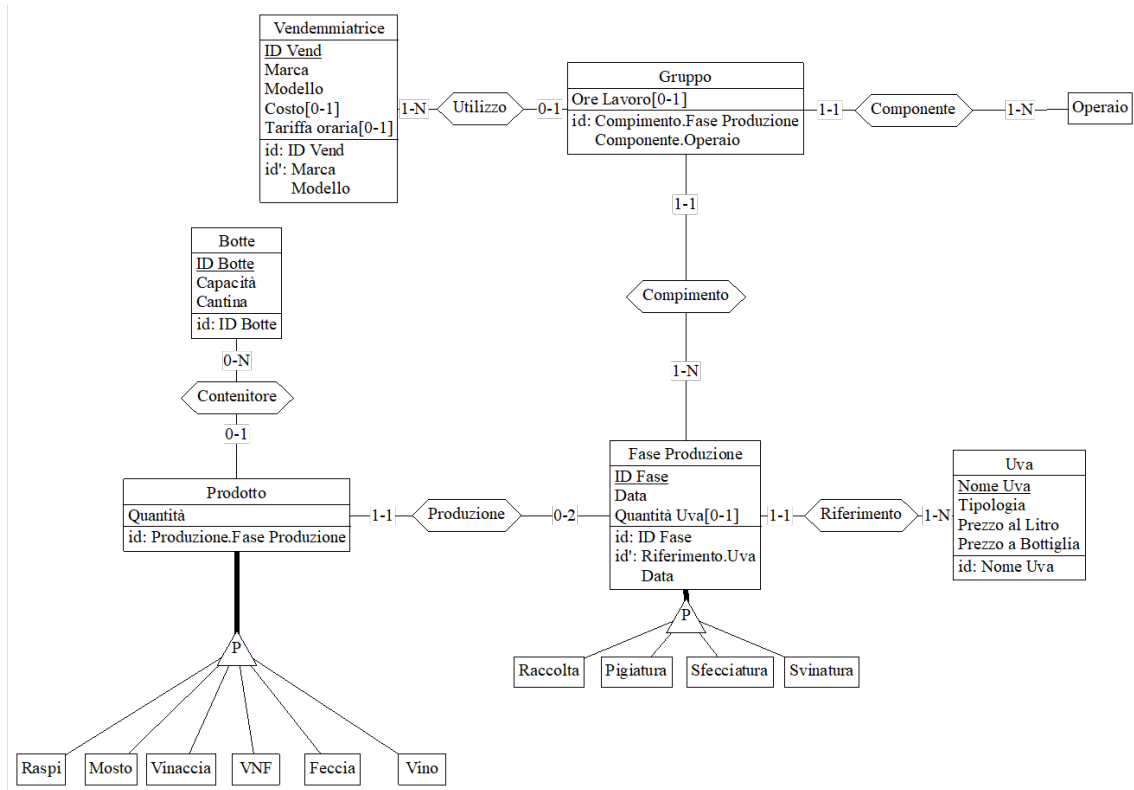 Vendemmiatrice
ID Vend
Marca
Modello
Costo[0-1]
Tariffa oraria[0-1]
id: ID Vend
id': Marca
Modello
1-N
Utilizzo
0-1
Gruppo
Ore Lavoro[0-1]
id: Compimento.Fase Produzione
Componente.Operaio
1-1
Componente
1-N
Operaio
1-1
Compimento
1-N
Botte
ID Botte
Capacità
Cantina
id: ID Botte
0-N
Contenitore
0-1
Prodotto
Quantità
id: Produzione.Fase Produzione
1-1
Produzione
0-2
Fase Produzione
ID Fase
Data
Quantità Uva[0-1]
id: ID Fase
id': Riferimento.Uva
Data
1-1
Riferimento
1-N
Uva
Nome Uva
Tipologia
Prezzo al Litro
Prezzo a Bottiglia
id: Nome Uva
P
Raccolta
Pigiatura
Sfecciatura
Svinatura
P
Raspi
Mosto
Vinaccia
VNF
Feccia
Vino